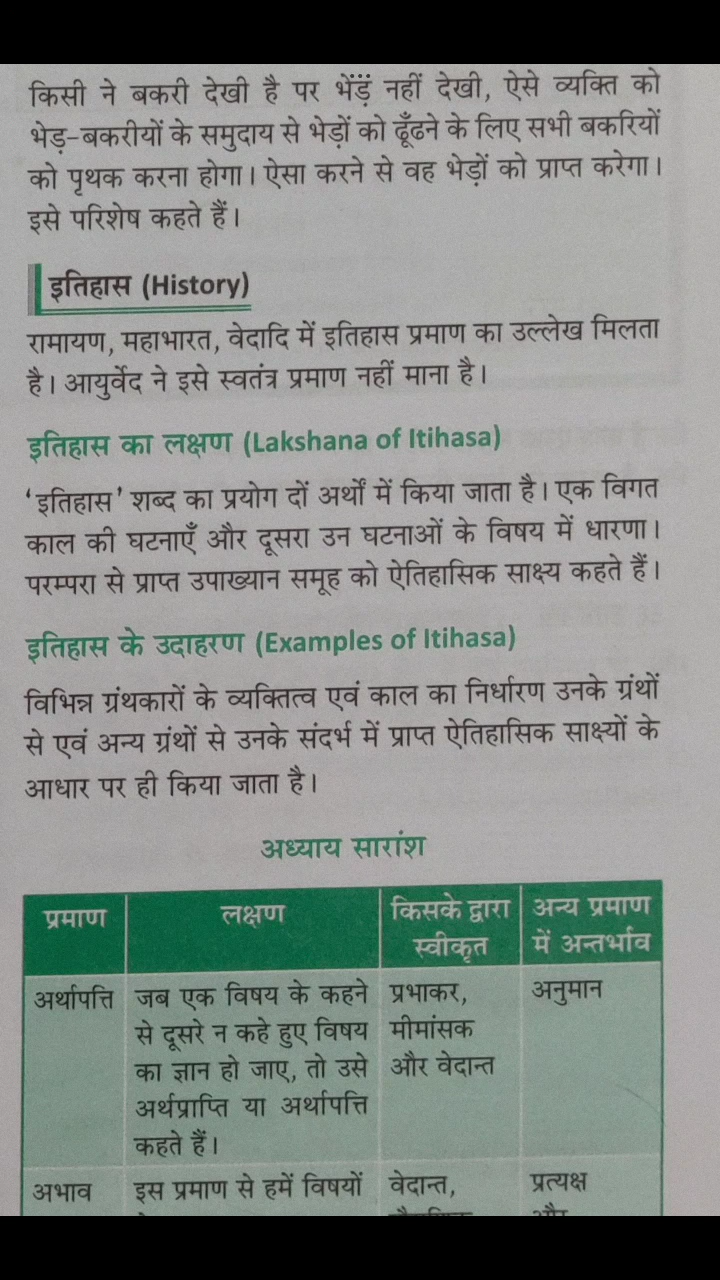 किसी ने बकरी देखी है पर भेंड़ नहीं देखी, ऐसे व्यक्ति को
भेड़-बकरीयों के समुदाय से भेड़ों को ढूँढने के लिए सभी बकरियों
को पृथक करना होगा। ऐसा करने से वह भेड़ों को प्राप्त करेगा।
इसे परिशेष कहते हैं।
इतिहास (History)
रामायण, महाभारत, वेदादि में इतिहास प्रमाण का उल्लेख मिलता
है। आयुर्वेद ने इसे स्वतंत्र प्रमाण नहीं माना है।
इतिहास का लक्षण (Lakshana of Itihasa)
‘इतिहास’ शब्द का प्रयोग दों अर्थों में किया जाता है। एक विगत
काल की घटनाएँ और दूसरा उन घटनाओं के विषय में धारणा।
परम्परा से प्राप्त उपाख्यान समूह को ऐतिहासिक साक्ष्य कहते हैं।
इतिहास के उदाहरण (Examples of Itihasa)
विभिन्न ग्रंथकारों के व्यक्तित्व एवं काल का निर्धारण उनके ग्रंथों
से एवं अन्य ग्रंथों से उनके संदर्भ में प्राप्त ऐतिहासिक साक्ष्यों के
आधार पर ही किया जाता है।
अध्याय सारांश
प्रमाण
लक्षण
किसके द्वारा
स्वीकृत
अन्य प्रमाण
में अन्तर्भाव
अर्थापत्ति
जब एक विषय के कहने
से दूसरे न कहे हुए विषय
का ज्ञान हो जाए, तो उसे
अर्थप्राप्ति या अर्थापत्ति
कहते हैं।
प्रभाकर,
मीमांसक
और वेदान्त
अनुमान
अभाव
इस प्रमाण से हमें विषयों
वेदान्त,
प्रत्यक्ष
और